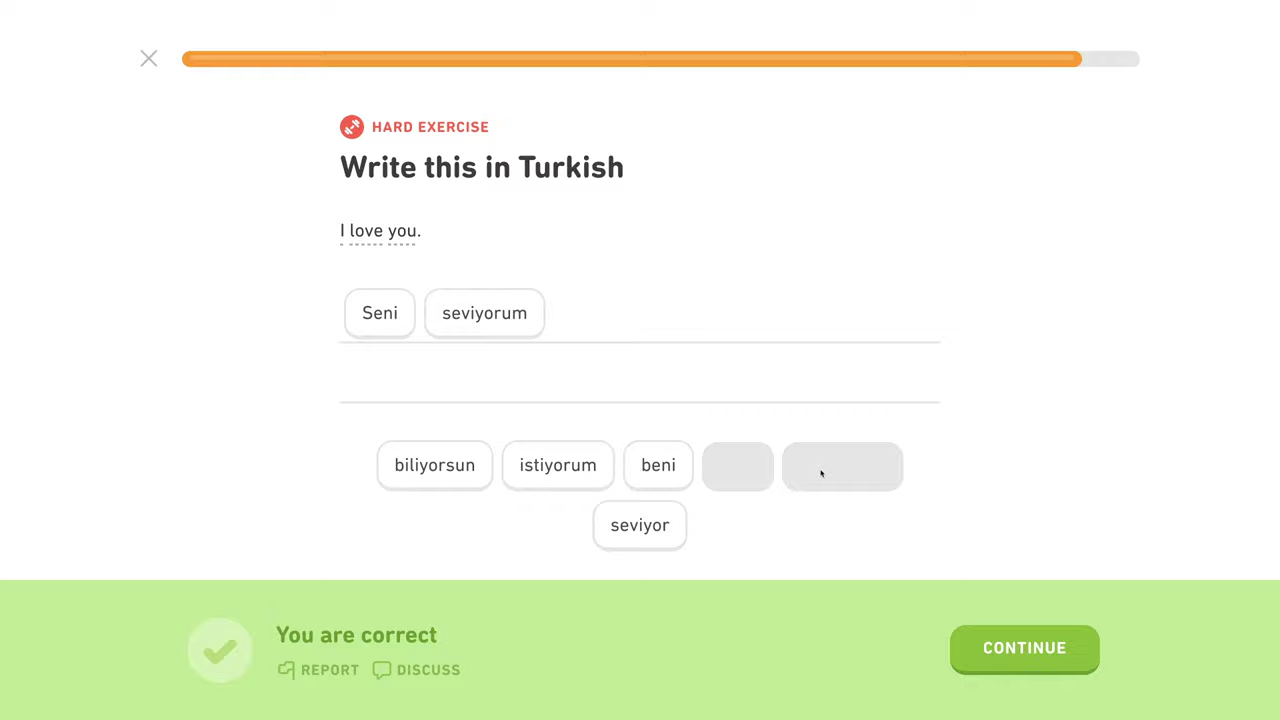 HARD EXERCISE
Write this in Turkish
I love you.
Seni seviyorum
biliyorsun istiyorum beni
seviyor
You are correct
REPORT DISCUSS
CONTINUE